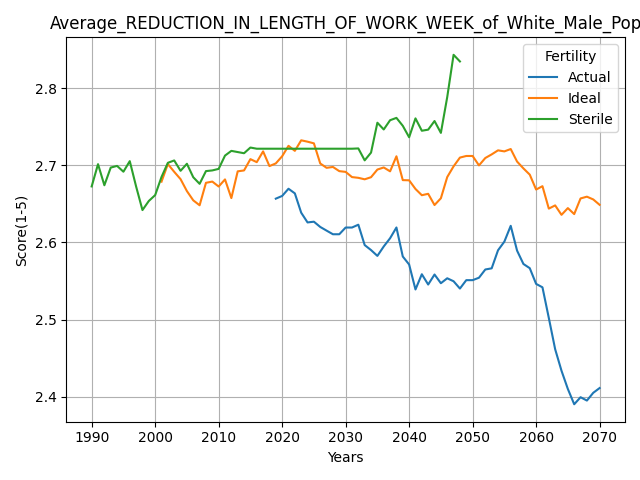 Average_REDUCTION_IN_LENGTH_OF_WORK_WEEK_of_White_Male_Pop
Fertility
Actual
Ideal
Sterile
Score(1-5)
2.8
2.7
2.6
2.5
2.4
1990 2000 2010 2020 2030 2040 2050 2060 2070
Years